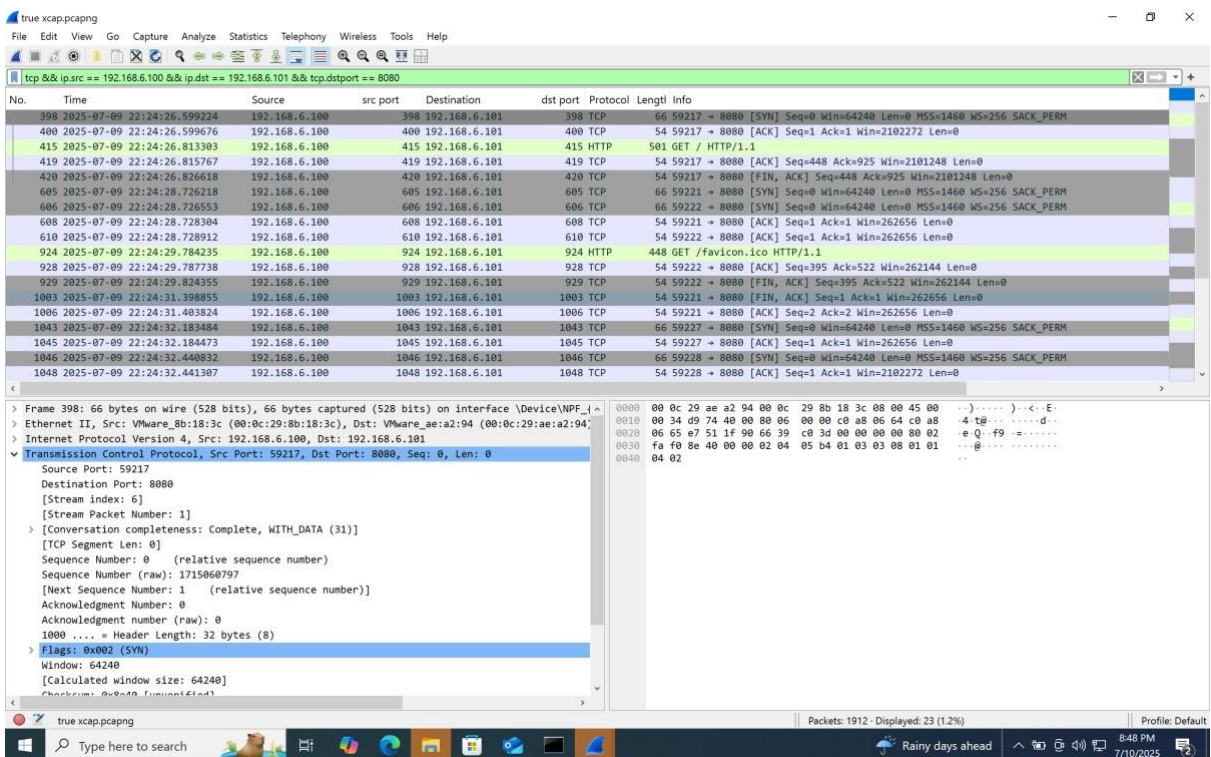 true xcap.pcapng
File Edit View Go Capture Analyze Statistics Telephony Wireless Tools Help
tcp && ip.src == 192.168.6.100 && ip.dst == 192.168.6.101 && tcp.dstport == 8080
No. Time Source src port Destination dst port Protocol Lengtl Info
398 2025-07-09 22:24:26.599224 192.168.6.100 398 192.168.6.101 398 TCP 66 59217 → 8080 [SYN] Seq=0 Win=64240 Len=0 MSS=1460 WS=256 SACK_PERM
400 2025-07-09 22:24:26.599676 192.168.6.100 400 192.168.6.101 400 TCP 54 59217 → 8080 [ACK] Seq=1 Ack=1 Win=2102272 Len=0
415 2025-07-09 22:24:26.813303 192.168.6.100 415 192.168.6.101 415 HTTP 501 GET / HTTP/1.1
419 2025-07-09 22:24:26.815767 192.168.6.100 419 192.168.6.101 419 TCP 54 59217 → 8080 [ACK] Seq=448 Ack=925 Win=2101248 Len=0
420 2025-07-09 22:24:26.826618 192.168.6.100 420 192.168.6.101 420 TCP 54 59217 → 8080 [FIN, ACK] Seq=448 Ack=925 Win=2101248 Len=0
605 2025-07-09 22:24:28.726218 192.168.6.100 605 192.168.6.101 605 TCP 66 59221 → 8080 [SYN] Seq=0 Win=64240 Len=0 MSS=1460 WS=256 SACK_PERM
606 2025-07-09 22:24:28.726553 192.168.6.100 606 192.168.6.101 606 TCP 66 59222 → 8080 [SYN] Seq=0 Win=64240 Len=0 MSS=1460 WS=256 SACK_PERM
608 2025-07-09 22:24:28.728304 192.168.6.100 608 192.168.6.101 608 TCP 54 59221 → 8080 [ACK] Seq=1 Ack=1 Win=262656 Len=0
610 2025-07-09 22:24:28.728912 192.168.6.100 610 192.168.6.101 610 TCP 54 59222 → 8080 [ACK] Seq=1 Ack=1 Win=262656 Len=0
924 2025-07-09 22:24:29.784235 192.168.6.100 924 192.168.6.101 924 HTTP 448 GET /favicon.ico HTTP/1.1
928 2025-07-09 22:24:29.787738 192.168.6.100 928 192.168.6.101 928 TCP 54 59222 → 8080 [ACK] Seq=395 Ack=522 Win=262144 Len=0
929 2025-07-09 22:24:29.824355 192.168.6.100 929 192.168.6.101 929 TCP 54 59222 → 8080 [FIN, ACK] Seq=395 Ack=522 Win=262144 Len=0
1003 2025-07-09 22:24:31.398855 192.168.6.100 1003 192.168.6.101 1003 TCP 54 59221 → 8080 [FIN, ACK] Seq=1 Ack=1 Win=262656 Len=0
1006 2025-07-09 22:24:31.403824 192.168.6.100 1006 192.168.6.101 1006 TCP 54 59221 → 8080 [ACK] Seq=2 Ack=2 Win=262656 Len=0
1043 2025-07-09 22:24:32.183484 192.168.6.100 1043 192.168.6.101 1043 TCP 66 59227 → 8080 [SYN] Seq=0 Win=64240 Len=0 MSS=1460 WS=256 SACK_PERM
1045 2025-07-09 22:24:32.184473 192.168.6.100 1045 192.168.6.101 1045 TCP 54 59227 → 8080 [ACK] Seq=1 Ack=1 Win=262656 Len=0
1046 2025-07-09 22:24:32.440832 192.168.6.100 1046 192.168.6.101 1046 TCP 66 59228 → 8080 [SYN] Seq=0 Win=64240 Len=0 MSS=1460 WS=256 SACK_PERM
1048 2025-07-09 22:24:32.441307 192.168.6.100 1048 192.168.6.101 1048 TCP 54 59228 → 8080 [ACK] Seq=1 Ack=1 Win=2102272 Len=0
Frame 398: 66 bytes on wire (528 bits), 66 bytes captured (528 bits) on interface \Device\NPF_{
Ethernet II, Src: VMware_8b:18:3c (00:0c:29:8b:18:3c), Dst: VMware_ae:a2:94 (00:0c:29:ae:a2:94)
Internet Protocol Version 4, Src: 192.168.6.100, Dst: 192.168.6.101
Transmission Control Protocol, Src Port: 59217, Dst Port: 8080, Seq: 0, Len: 0
Source Port: 59217
Destination Port: 8080
[Stream index: 6]
[Stream Packet Number: 1]
[Conversation completeness: Complete, WITH_DATA (31)]
[TCP Segment Len: 0]
Sequence Number: 0 (relative sequence number)
Sequence Number (raw): 1715060797
[Next Sequence Number: 1 (relative sequence number)]
Acknowledgment Number: 0
Acknowledgment number (raw): 0
1000 .... = Header Length: 32 bytes (8)
Flags: 0x002 (SYN)
Window: 64240
[Calculated window size: 64240]
Checksum: 0x8e40 [unverified]
0000 00 0c 29 ae a2 94 00 0c 29 8b 18 3c 08 00 45 00 ··)····· )··<··E·
0010 00 34 d9 74 40 00 80 06 00 00 c0 a8 06 64 c0 a8 ·4·t@··· ·····d··
0020 06 65 e7 51 1f 90 66 39 c0 3d 00 00 00 00 80 02 ·e·Q··f9 ·=······
0030 fa f0 8e 40 00 00 02 04 05 b4 01 03 03 08 01 01 ···@···· ········
0040 04 02 ··
true xcap.pcapng Packets: 1912 · Displayed: 23 (1.2%) Profile: Default
Type here to search Rainy days ahead 8:48 PM
7/10/2025